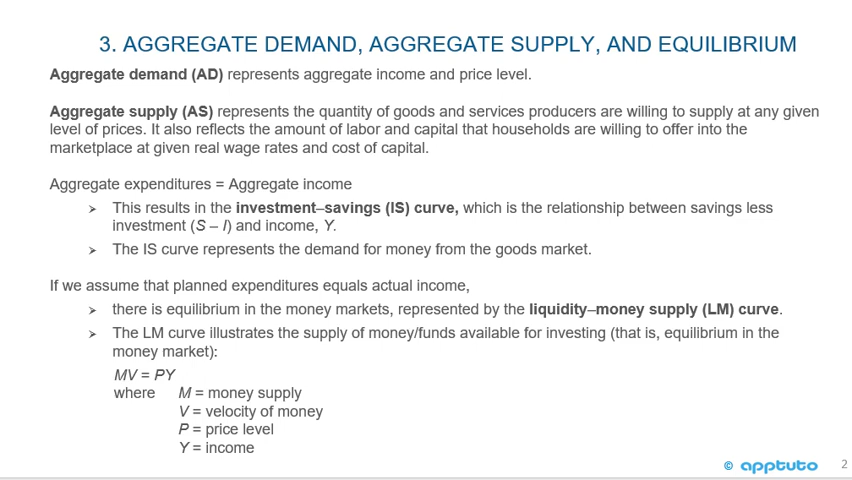 3. AGGREGATE DEMAND, AGGREGATE SUPPLY, AND EQUILIBRIUM
Aggregate demand (AD) represents aggregate income and price level.
Aggregate supply (AS) represents the quantity of goods and services producers are willing to supply at any given
level of prices. It also reflects the amount of labor and capital that households are willing to offer into the
marketplace at given real wage rates and cost of capital.
Aggregate expenditures = Aggregate income
➢ This results in the investment–savings (IS) curve, which is the relationship between savings less
investment (S – I) and income, Y.
➢ The IS curve represents the demand for money from the goods market.
If we assume that planned expenditures equals actual income,
➢ there is equilibrium in the money markets, represented by the liquidity–money supply (LM) curve.
➢ The LM curve illustrates the supply of money/funds available for investing (that is, equilibrium in the
money market):
MV = PY
where M = money supply
V = velocity of money
P = price level
Y = income
© apptuto 2